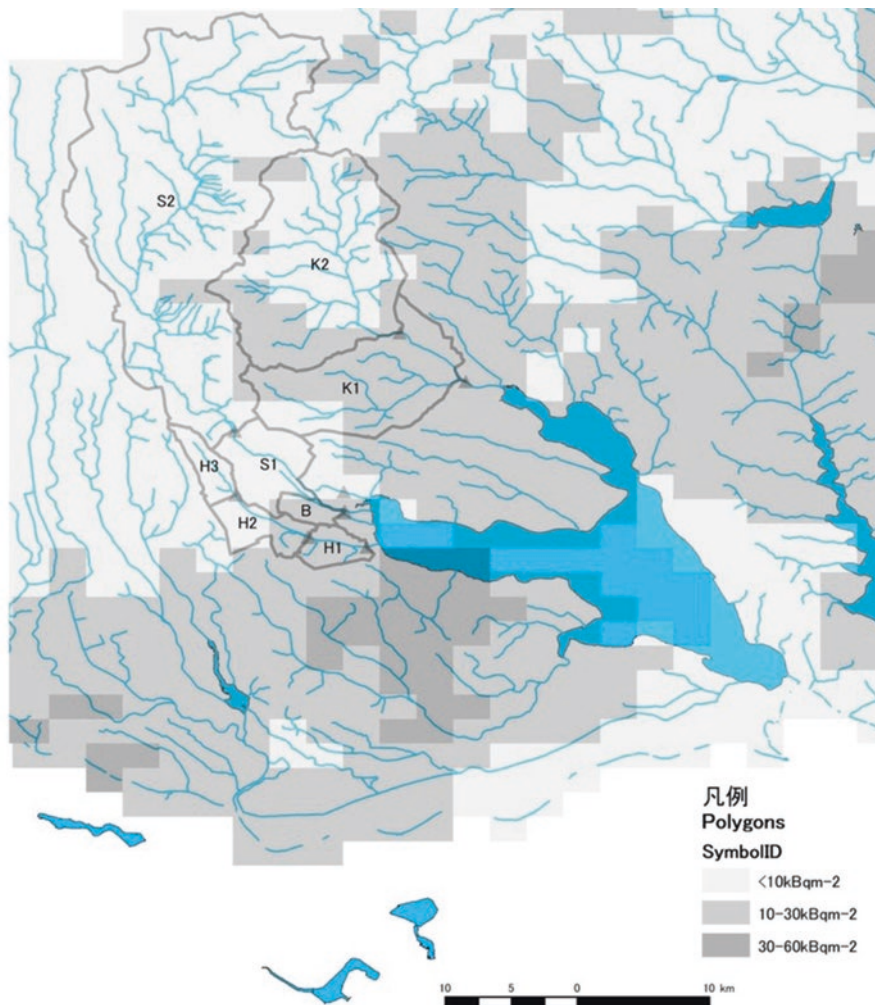 S2
K2
K1
H3
S1
B
H2
H1
凡例
Polygons
SymbolID
<10kBqm-2
10-30kBqm-2
30-60kBqm-2
10 5 0 10 km